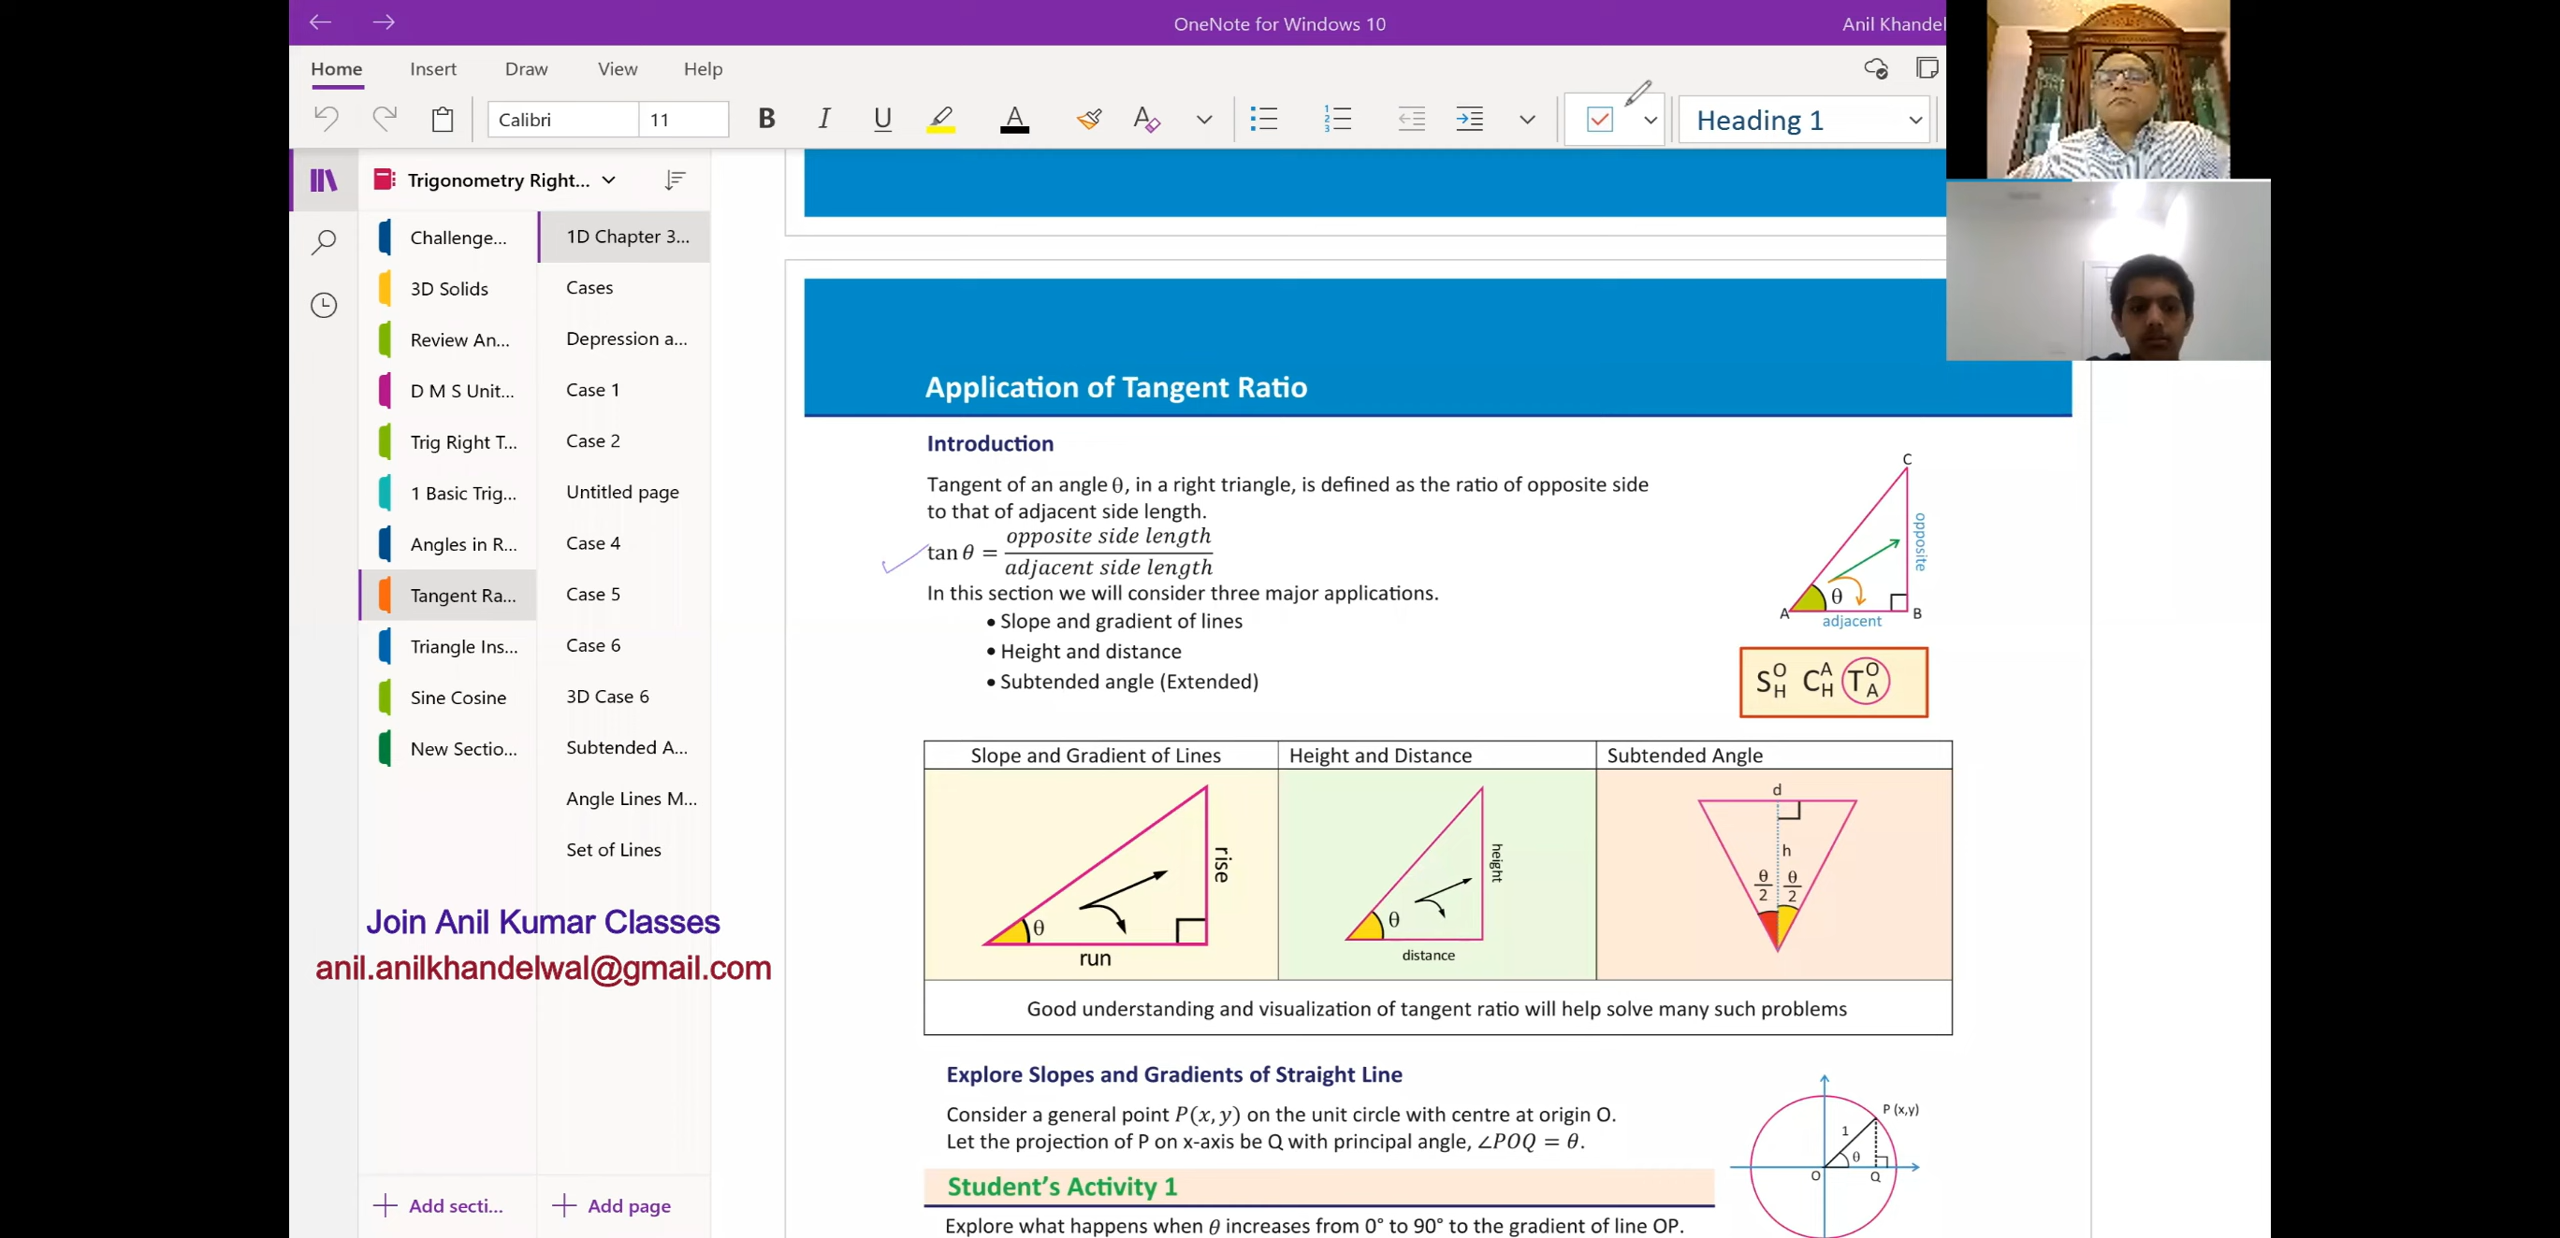 OneNote for Windows 10
Anil Khandel
Home Insert Draw View Help
Calibri 11 B I U A A Heading 1
Trigonometry Right...
Challenge...
3D Solids
Review An...
D M S Unit...
Trig Right T...
1 Basic Trig...
Angles in R...
Tangent Ra...
Triangle Ins...
Sine Cosine
New Sectio...
1D Chapter 3...
Cases
Depression a...
Case 1
Case 2
Untitled page
Case 4
Case 5
Case 6
3D Case 6
Subtended A...
Angle Lines M...
Set of Lines
Join Anil Kumar Classes
anil.anilkhandelwal@gmail.com
Add secti...
Add page
Application of Tangent Ratio
Introduction
Tangent of an angle θ, in a right triangle, is defined as the ratio of opposite side
to that of adjacent side length.
tan θ = opposite side length / adjacent side length
In this section we will consider three major applications.
• Slope and gradient of lines
• Height and distance
• Subtended angle (Extended)
C
opposite
θ
A
B
adjacent
S O H C A H T O A
Slope and Gradient of Lines
Height and Distance
Subtended Angle
rise
θ
run
height
θ
distance
d
h
θ/2 θ/2
Good understanding and visualization of tangent ratio will help solve many such problems
Explore Slopes and Gradients of Straight Line
Consider a general point P(x, y) on the unit circle with centre at origin O.
Let the projection of P on x-axis be Q with principal angle, ∠POQ = θ.
P (x,y)
1
θ
O
Q
Student’s Activity 1
Explore what happens when θ increases from 0° to 90° to the gradient of line OP.